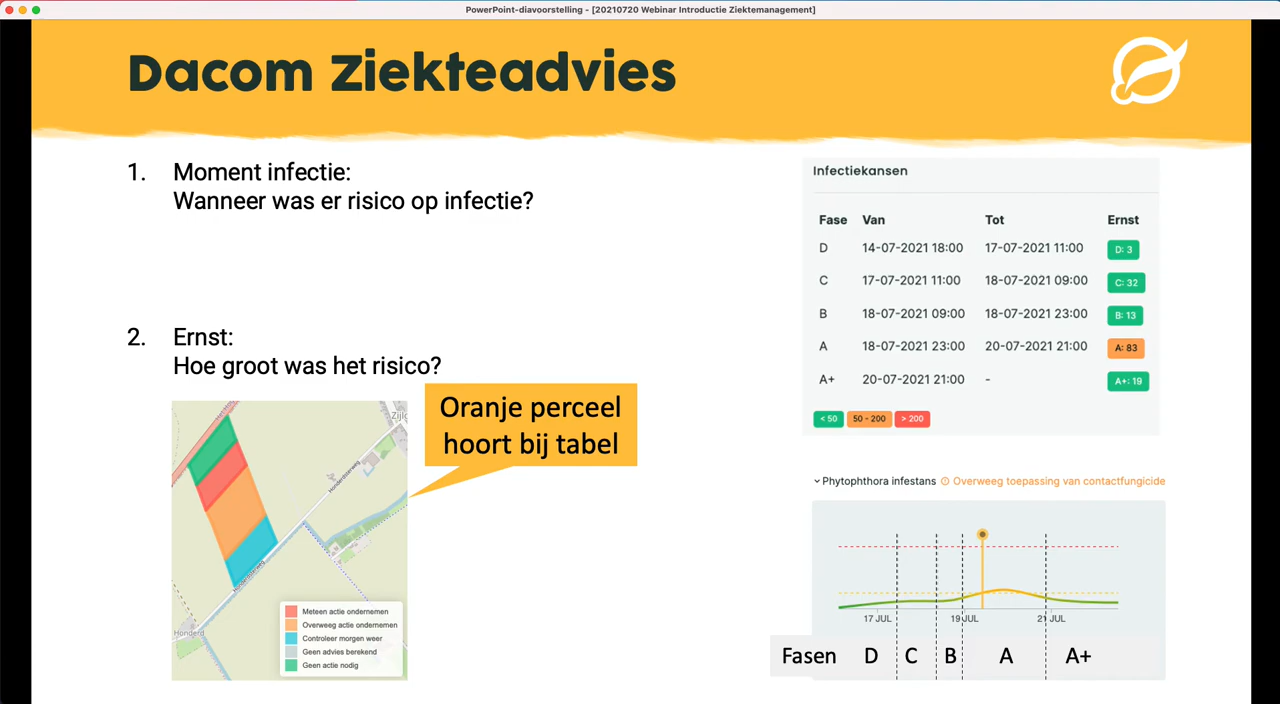 PowerPoint-diavoorstelling - [20210720 Webinar Introductie Ziektemanagement]
Dacom Ziekteadvies
1. Moment infectie:
Wanneer was er risico op infectie?
2. Ernst:
Hoe groot was het risico?
Oranje perceel
hoort bij tabel
Zijld
Honderdsterweg
Honderdsterweg
Honderd
Meteen actie ondernemen
Overweeg actie ondernemen
Controleer morgen weer
Geen advies berekend
Geen actie nodig
Infectiekansen
Fase Van Tot Ernst
D 14-07-2021 18:00 17-07-2021 11:00 D: 3
C 17-07-2021 11:00 18-07-2021 09:00 C: 32
B 18-07-2021 09:00 18-07-2021 23:00 B: 13
A 18-07-2021 23:00 20-07-2021 21:00 A: 83
A+ 20-07-2021 21:00 - A+: 19
< 50 50 - 200 > 200
Phytophthora infestans Overweeg toepassing van contactfungicide
17 JUL 19 JUL 21 JUL
Fasen D C B A A+